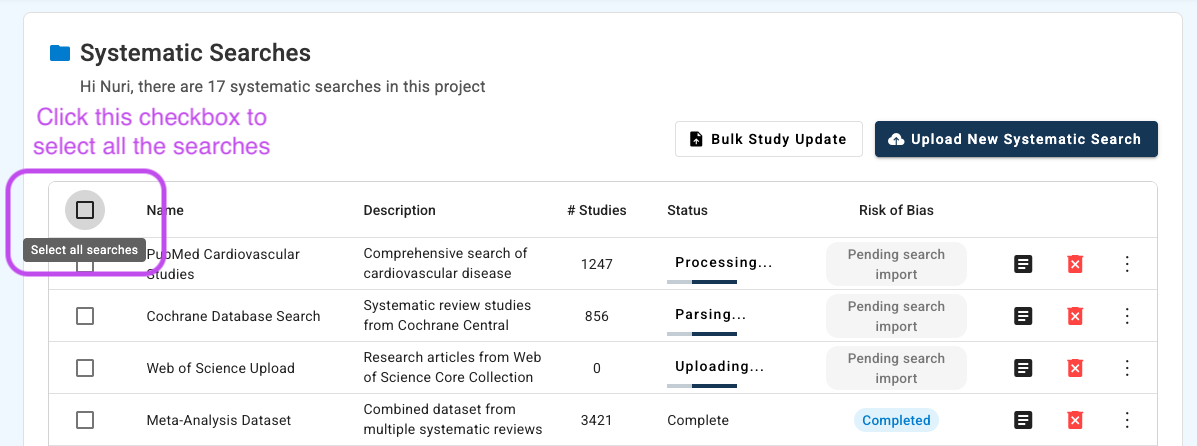 Systematic Searches
Hi Nuri, there are 17 systematic searches in this project
Click this checkbox to
select all the searches
Bulk Study Update
Upload New Systematic Search
Name Description # Studies Status Risk of Bias
Select all searches
PubMed Cardiovascular
Studies
Comprehensive search of
cardiovascular disease
1247
Processing...
Pending search
import
Cochrane Database Search
Systematic review studies
from Cochrane Central
856
Parsing...
Pending search
import
Web of Science Upload
Research articles from Web
of Science Core Collection
0
Uploading...
Pending search
import
Meta-Analysis Dataset
Combined dataset from
multiple systematic reviews
3421
Complete
Completed